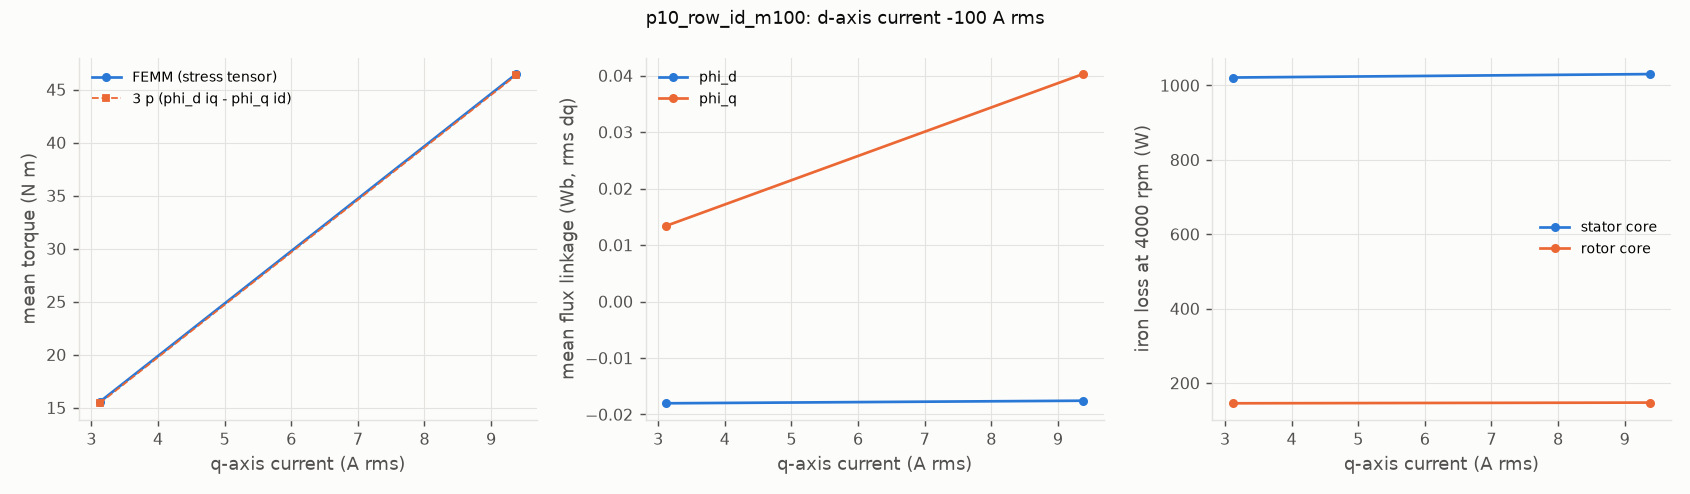 p10_row_id_m100: d-axis current -100 A rms
mean torque (N m)
45
40
35
30
25
20
15
FEMM (stress tensor)
3 p (phi_d iq - phi_q id)
3 4 5 6 7 8 9
q-axis current (A rms)
mean flux linkage (Wb, rms dq)
0.04
0.03
0.02
0.01
0.00
−0.01
−0.02
phi_d
phi_q
3 4 5 6 7 8 9
q-axis current (A rms)
iron loss at 4000 rpm (W)
1000
800
600
400
200
stator core
rotor core
3 4 5 6 7 8 9
q-axis current (A rms)